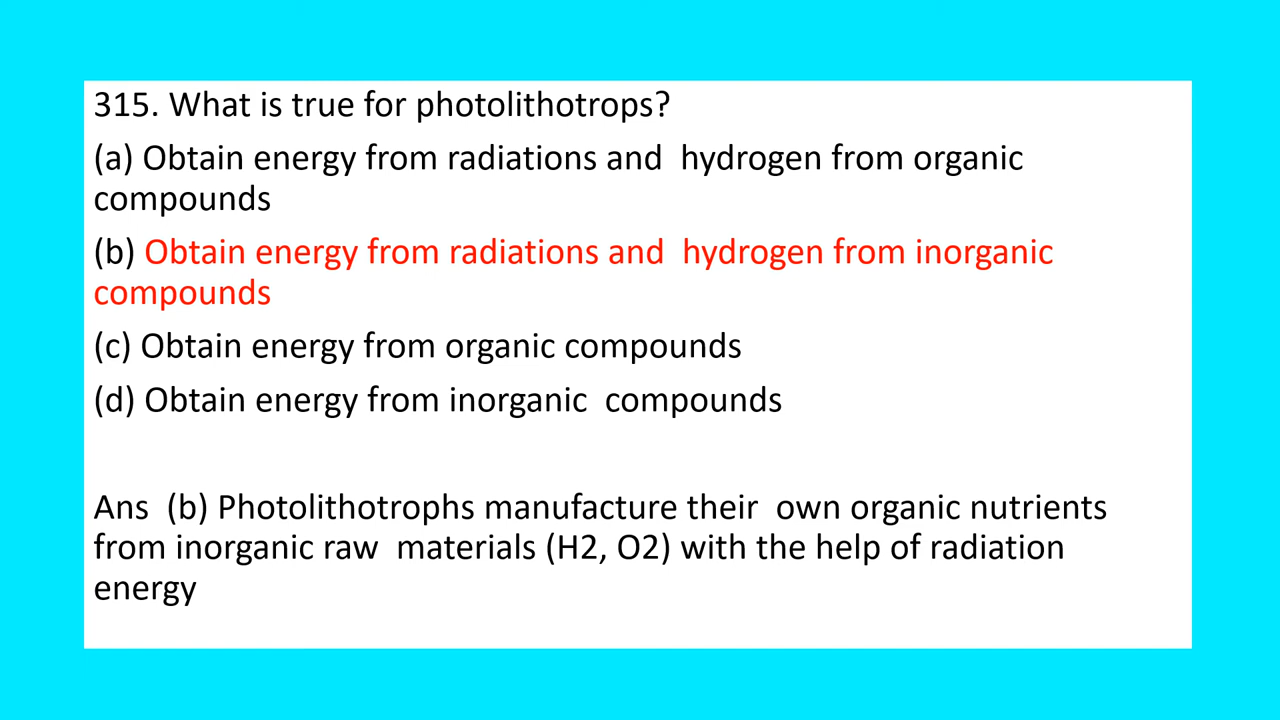 315. What is true for photolithotrops?
(a) Obtain energy from radiations and  hydrogen from organic
compounds
(b) Obtain energy from radiations and  hydrogen from inorganic
compounds
(c) Obtain energy from organic compounds
(d) Obtain energy from inorganic  compounds
Ans  (b) Photolithotrophs manufacture their  own organic nutrients
from inorganic raw  materials (H2, O2) with the help of radiation
energy